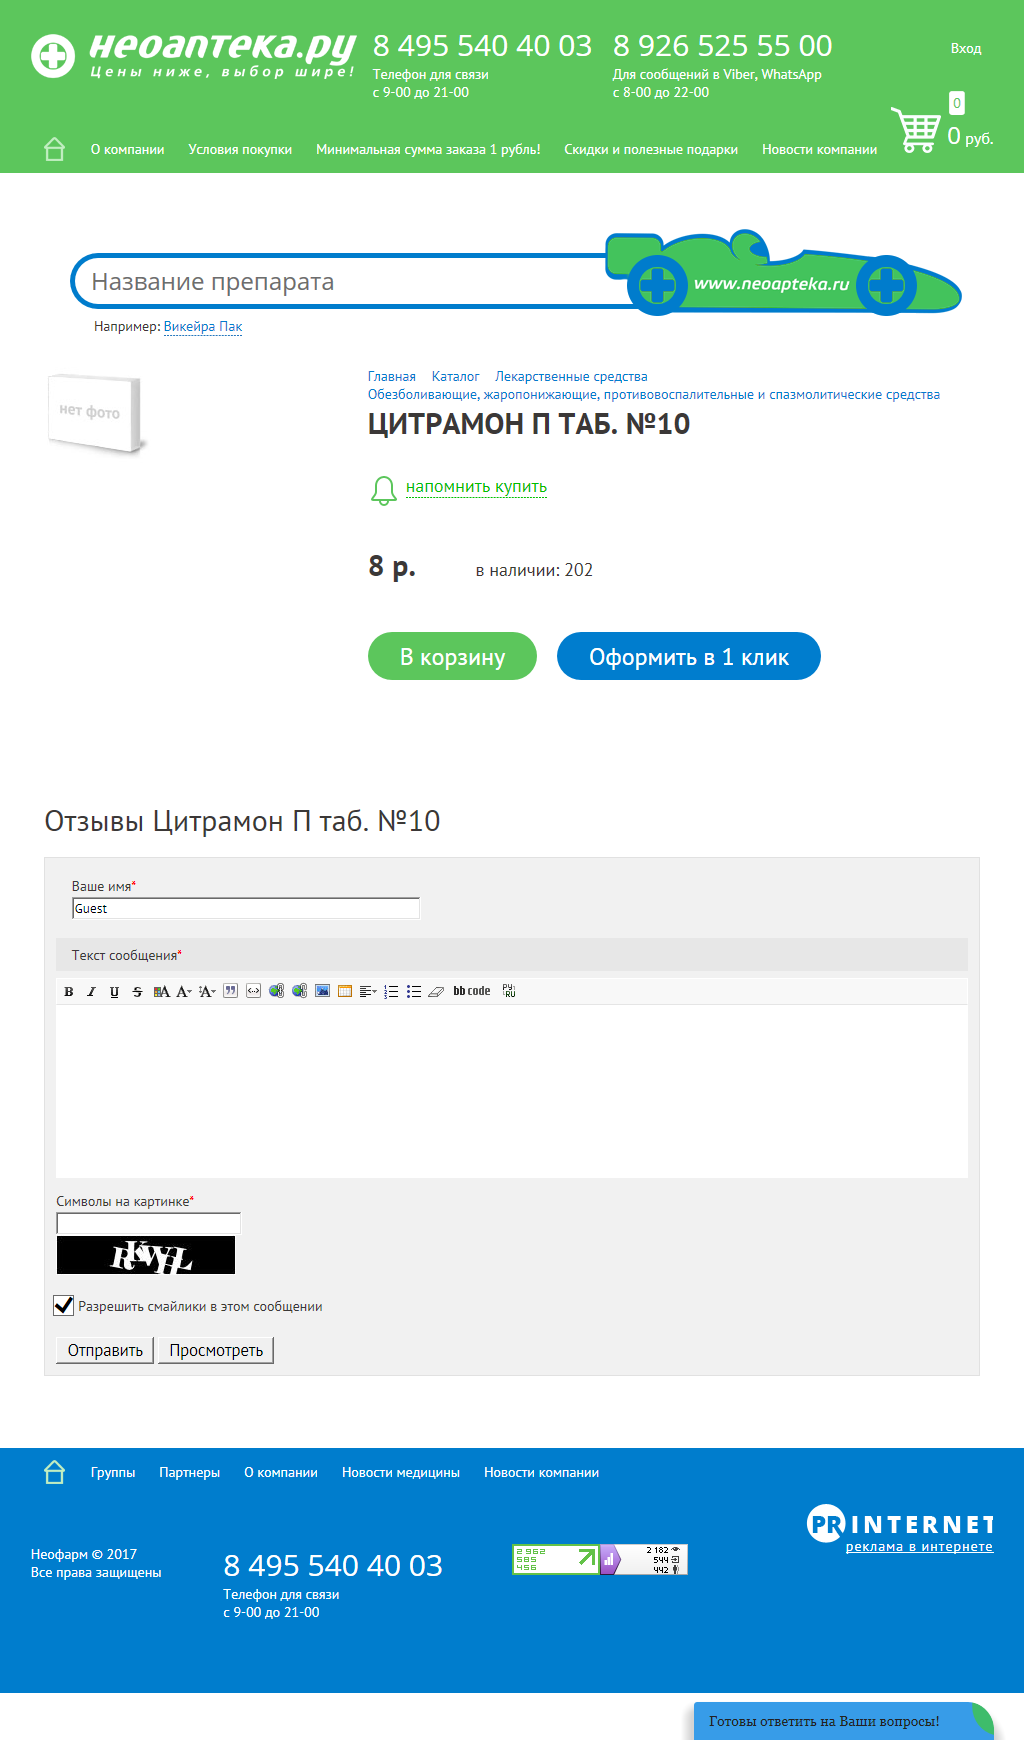 неоаптека.ру
Цены ниже, выбор шире!
8 495 540 40 03
Телефон для связи
с 9-00 до 21-00
8 926 525 55 00
Для сообщений в Viber, WhatsApp
с 8-00 до 22-00
Вход
0
0 руб.
О компании Условия покупки Минимальная сумма заказа 1 рубль! Скидки и полезные подарки Новости компании
Название препарата
www.neoapteka.ru
Например: Викейра Пак
нет фото
Главная Каталог Лекарственные средства
Обезболивающие, жаропонижающие, противовоспалительные и спазмолитические средства
ЦИТРАМОН П ТАБ. №10
напомнить купить
8 р. в наличии: 202
В корзину Оформить в 1 клик
Отзывы Цитрамон П таб. №10
Ваше имя*
Guest
Текст сообщения*
bb code
РУ:
:RU
Символы на картинке*
RKWHL
Разрешить смайлики в этом сообщении
Отправить Просмотреть
Группы Партнеры О компании Новости медицины Новости компании
PRINTERNET
реклама в интернете
Неофарм © 2017
Все права защищены
8 495 540 40 03
Телефон для связи
с 9-00 до 21-00
2 962
585
456
2 182
544
442
Готовы ответить на Ваши вопросы!